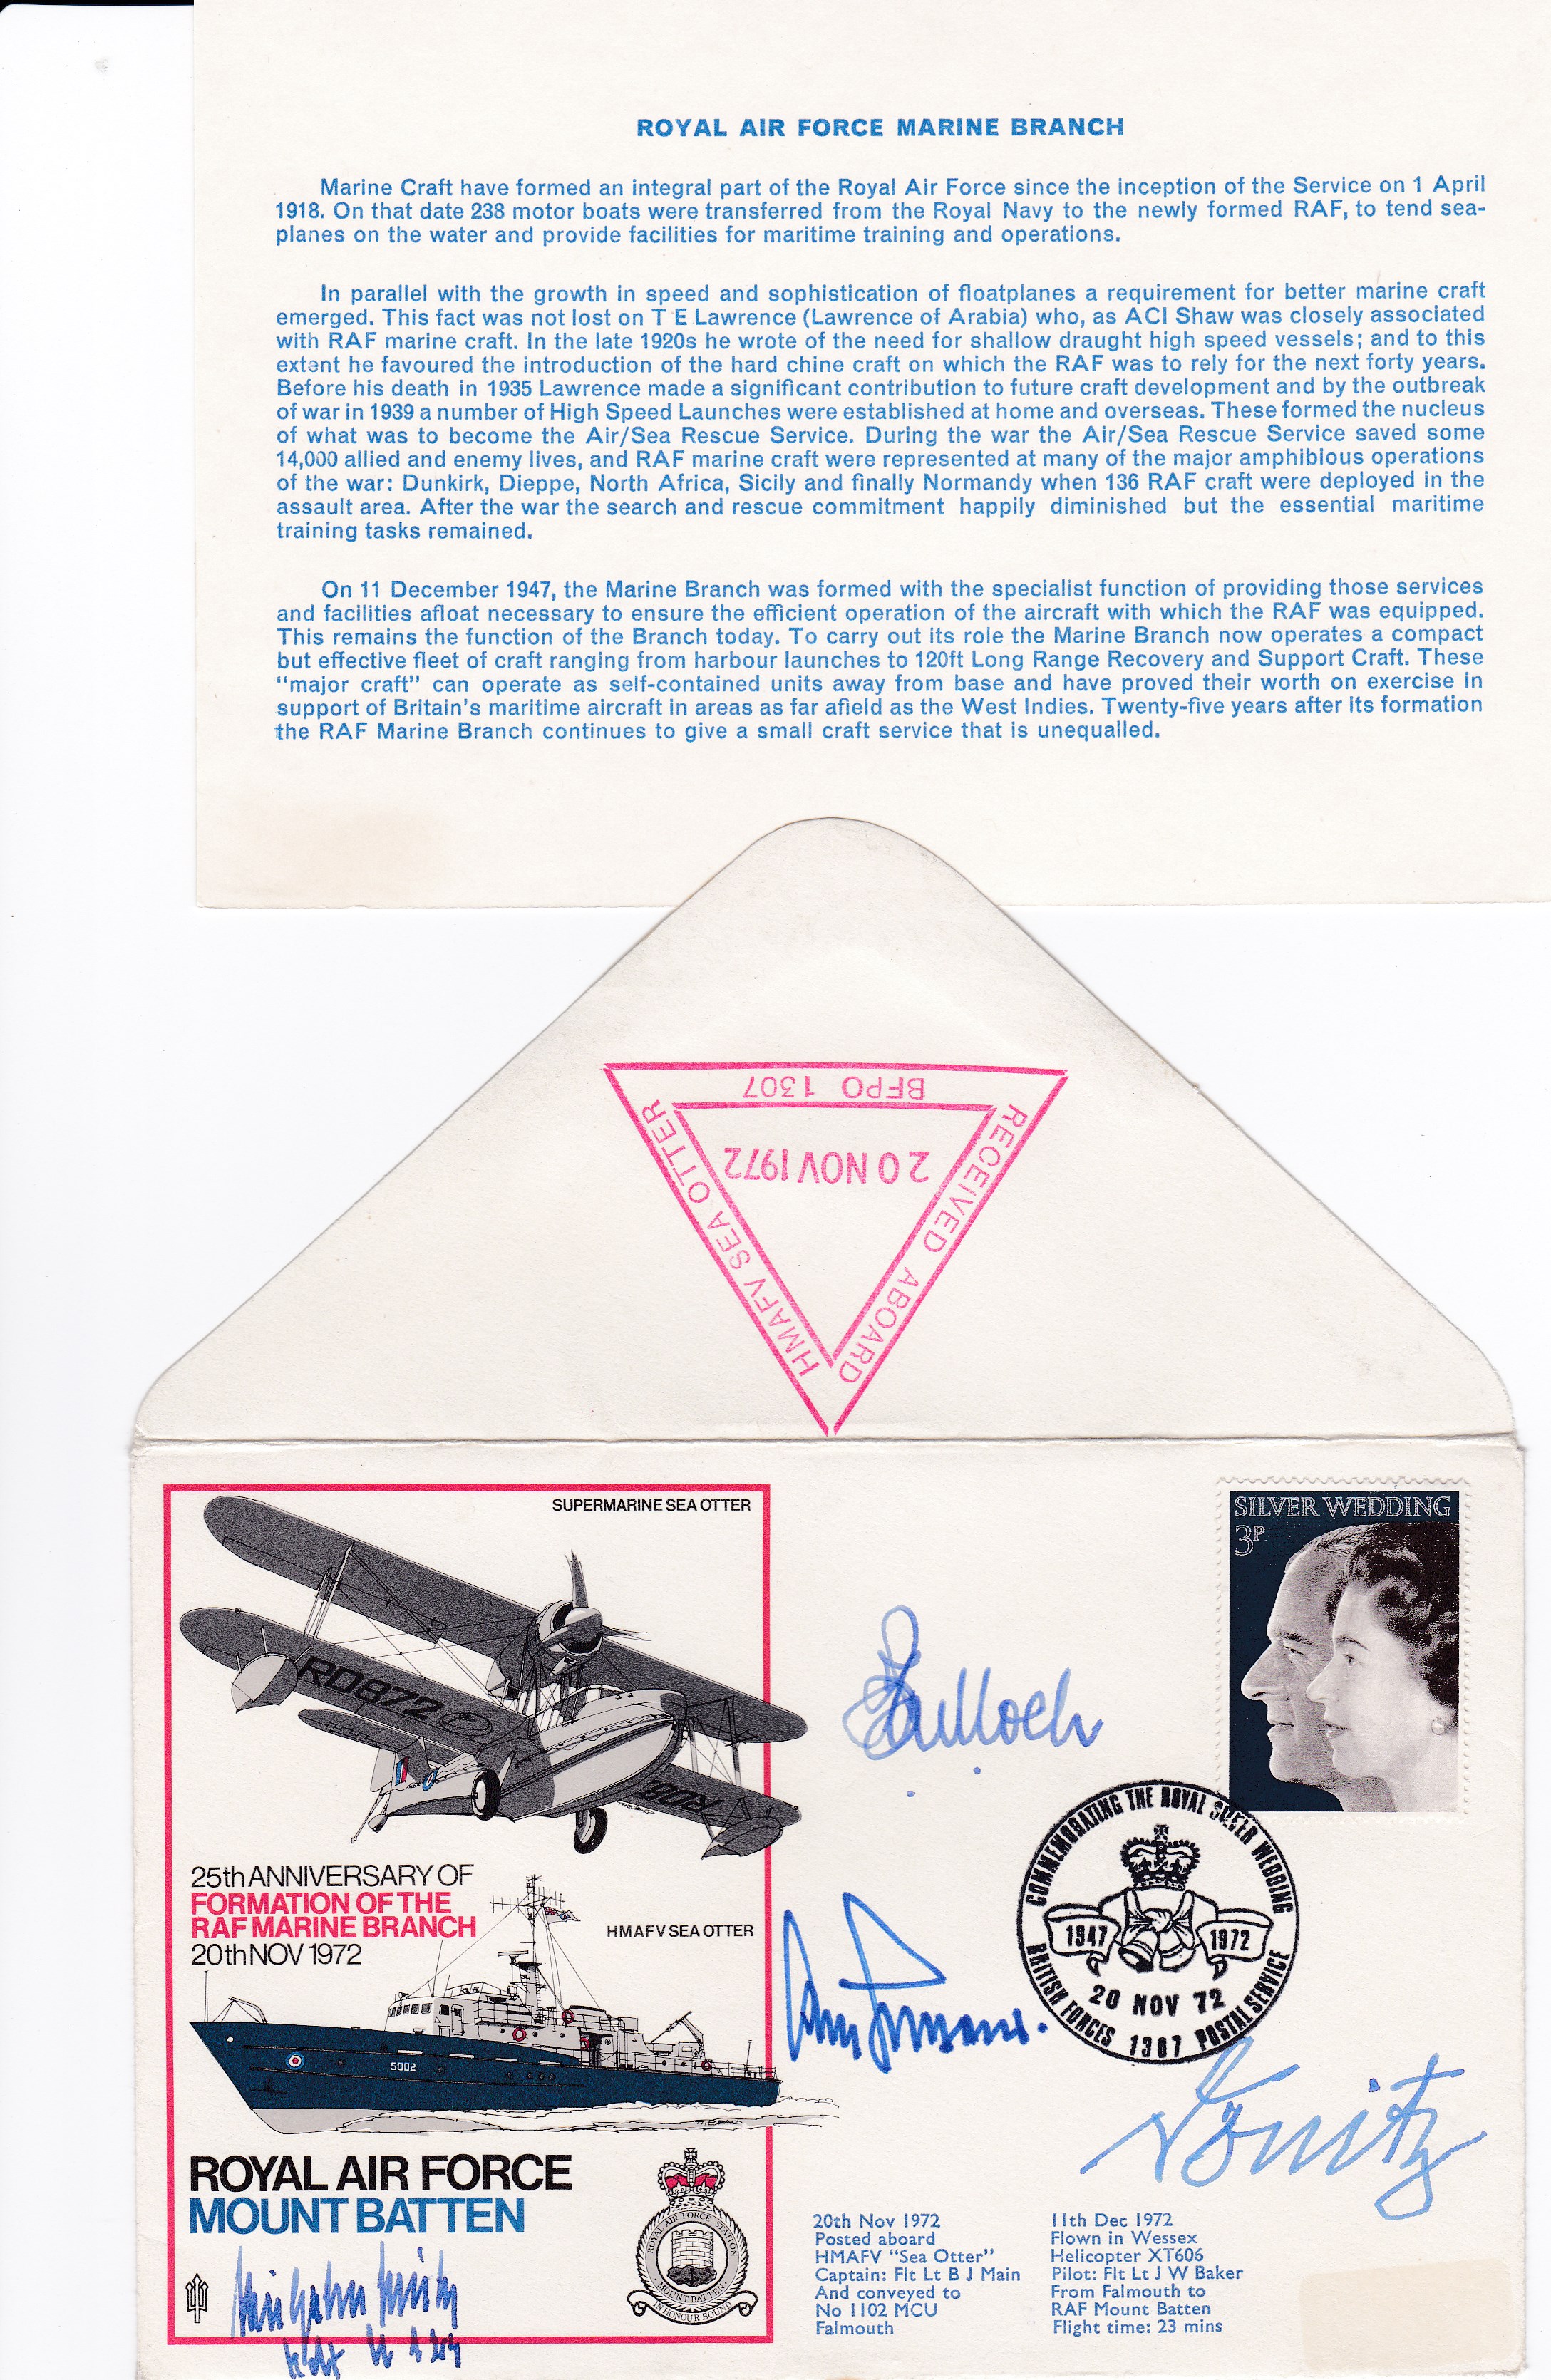 ROYAL AIR FORCE MARINE BRANCH
Marine Craft have formed an integral part of the Royal Air Force since the inception of the Service on 1 April
1918. On that date 238 motor boats were transferred from the Royal Navy to the newly formed RAF, to tend sea-
planes on the water and provide facilities for maritime training and operations.
In parallel with the growth in speed and sophistication of floatplanes a requirement for better marine craft
emerged. This fact was not lost on T E Lawrence (Lawrence of Arabia) who, as ACI Shaw was closely associated
with RAF marine craft. In the late 1920s he wrote of the need for shallow draught high speed vessels; and to this
extent he favoured the introduction of the hard chine craft on which the RAF was to rely for the next forty years.
Before his death in 1935 Lawrence made a significant contribution to future craft development and by the outbreak
of war in 1939 a number of High Speed Launches were established at home and overseas. These formed the nucleus
of what was to become the Air/Sea Rescue Service. During the war the Air/Sea Rescue Service saved some
14,000 allied and enemy lives, and RAF marine craft were represented at many of the major amphibious operations
of the war: Dunkirk, Dieppe, North Africa, Sicily and finally Normandy when 136 RAF craft were deployed in the
assault area. After the war the search and rescue commitment happily diminished but the essential maritime
training tasks remained.
On 11 December 1947, the Marine Branch was formed with the specialist function of providing those services
and facilities afloat necessary to ensure the efficient operation of the aircraft with which the RAF was equipped.
This remains the function of the Branch today. To carry out its role the Marine Branch now operates a compact
but effective fleet of craft ranging from harbour launches to 120ft Long Range Recovery and Support Craft. These
"major craft" can operate as self-contained units away from base and have proved their worth on exercise in
support of Britain's maritime aircraft in areas as far afield as the West Indies. Twenty-five years after its formation
the RAF Marine Branch continues to give a small craft service that is unequalled.
BFPO 1307
RECEIVED ABOARD
HMAFV SEA OTTER
20 NOV 1972
SUPERMARINE SEA OTTER
RD872
RD8
SILVER WEDDING
3P
Bulloch
25th ANNIVERSARY OF
FORMATION OF THE
RAF MARINE BRANCH
20th NOV 1972
HMAFV SEA OTTER
5002
COMMEMORATING THE ROYAL SILVER WEDDING
1947 1972
20 NOV 72
BRITISH FORCES 1307 POSTAL SERVICE
Dönitz
ROYAL AIR FORCE
MOUNT BATTEN
ROYAL AIR FORCE STATION
MOUNT BATTEN
IN HONOUR BOUND
20th Nov 1972
Posted aboard
HMAFV "Sea Otter"
Captain: Flt Lt B J Main
And conveyed to
No 1102 MCU
Falmouth
11th Dec 1972
Flown in Wessex
Helicopter XT606
Pilot: Flt Lt J W Baker
From Falmouth to
RAF Mount Batten
Flight time: 23 mins